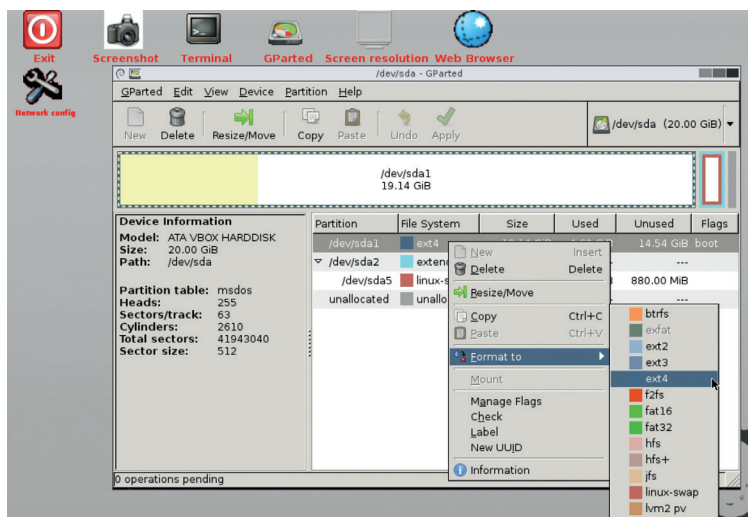 Exit
Screenshot
Terminal
GParted
Screen resolution
Web Browser
Network config
/dev/sda - GParted
GParted Edit View Device Partition Help
New Delete Resize/Move Copy Paste Undo Apply
/dev/sda (20.00 GiB)
/dev/sda1
19.14 GiB
Device Information
Model: ATA VBOX HARDDISK
Size: 20.00 GiB
Path: /dev/sda
Partition table: msdos
Heads: 255
Sectors/track: 63
Cylinders: 2610
Total sectors: 41943040
Sector size: 512
Partition File System Size Used Unused Flags
/dev/sda1 ext4 14.54 GiB boot
/dev/sda2 ---
/dev/sda5 880.00 MiB
unallocated ---
New Insert
Delete Delete
Resize/Move
Copy Ctrl+C
Paste Ctrl+V
Format to
Mount
Manage Flags
Check
Label
New UUID
Information
btrfs
exfat
ext2
ext3
ext4
f2fs
fat16
fat32
hfs
hfs+
jfs
linux-swap
lvm2 pv
0 operations pending